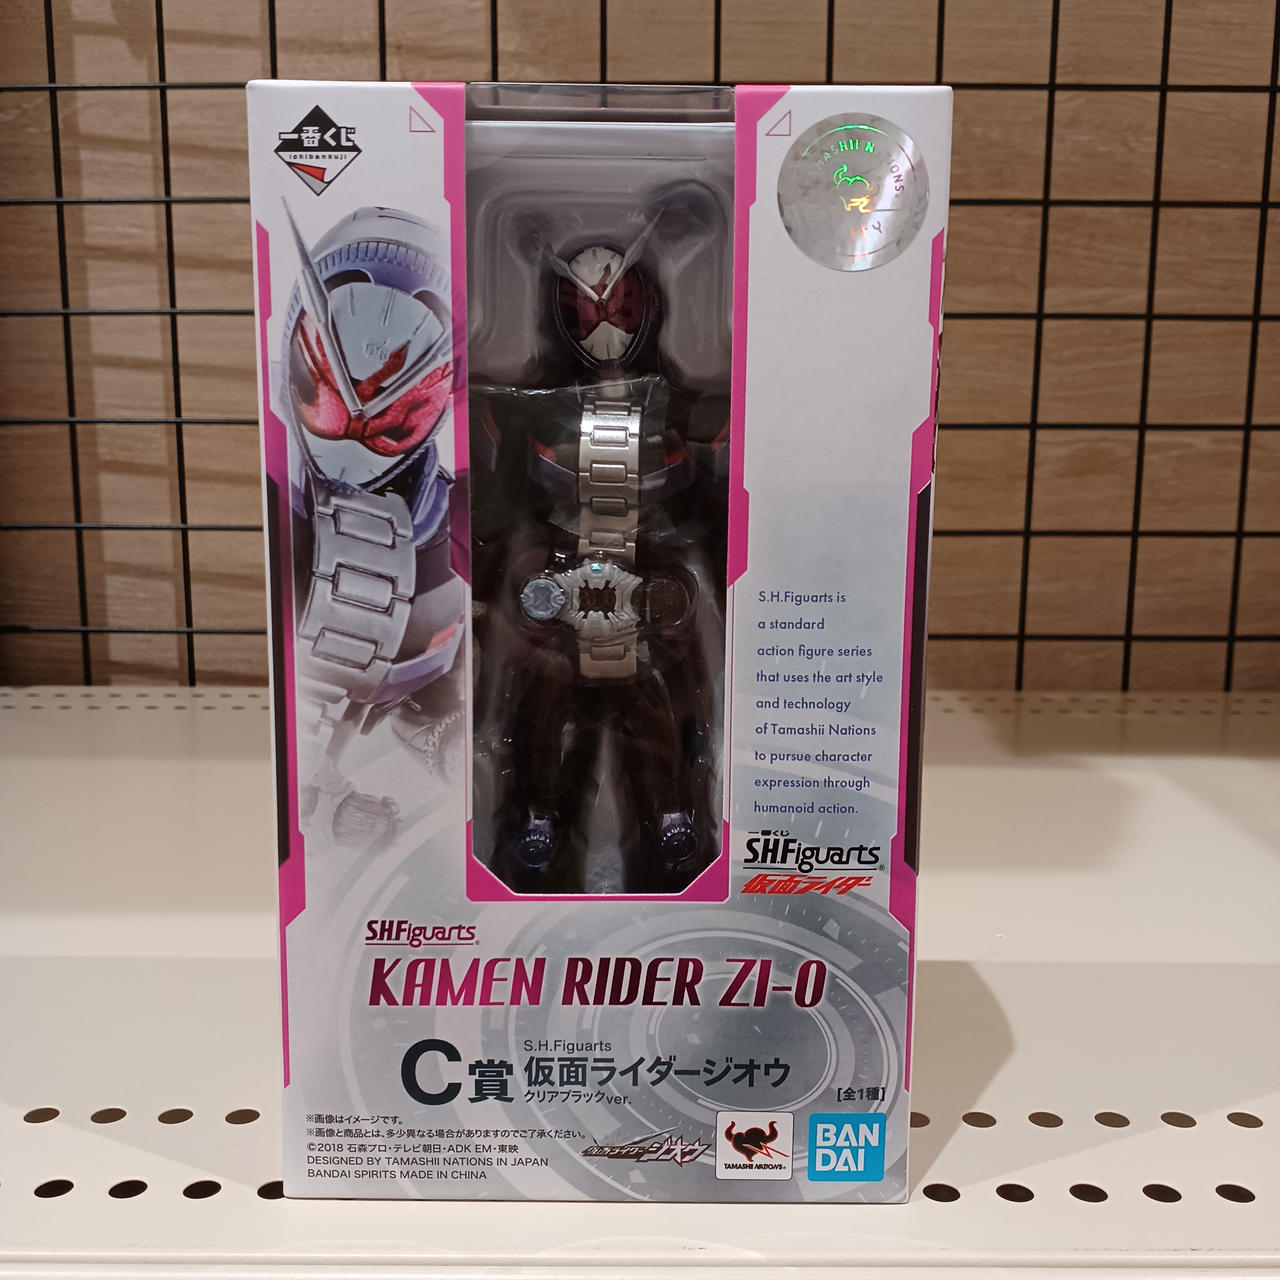 一番くじ
ichibankuji
TAMASHII NATIONS
S.H.Figuarts is
a standard
action figure series
that uses the art style
and technology
of Tamashii Nations
to pursue character
expression through
humanoid action.
一番くじ
S.H.Figuarts®
仮面ライダー
S.H.Figuarts®
KAMEN RIDER ZI-O
C賞
S.H.Figuarts
仮面ライダージオウ
クリアブラックver.
[全1種]
※画像はイメージです。
※画像と商品とは、多少異なる場合がありますのでご了承ください。
©2018 石森プロ・テレビ朝日・ADK EM・東映
DESIGNED BY TAMASHII NATIONS IN JAPAN
BANDAI SPIRITS MADE IN CHINA
仮面ライダージオウ
TAMASHII NATIONS®
BAN
DAI